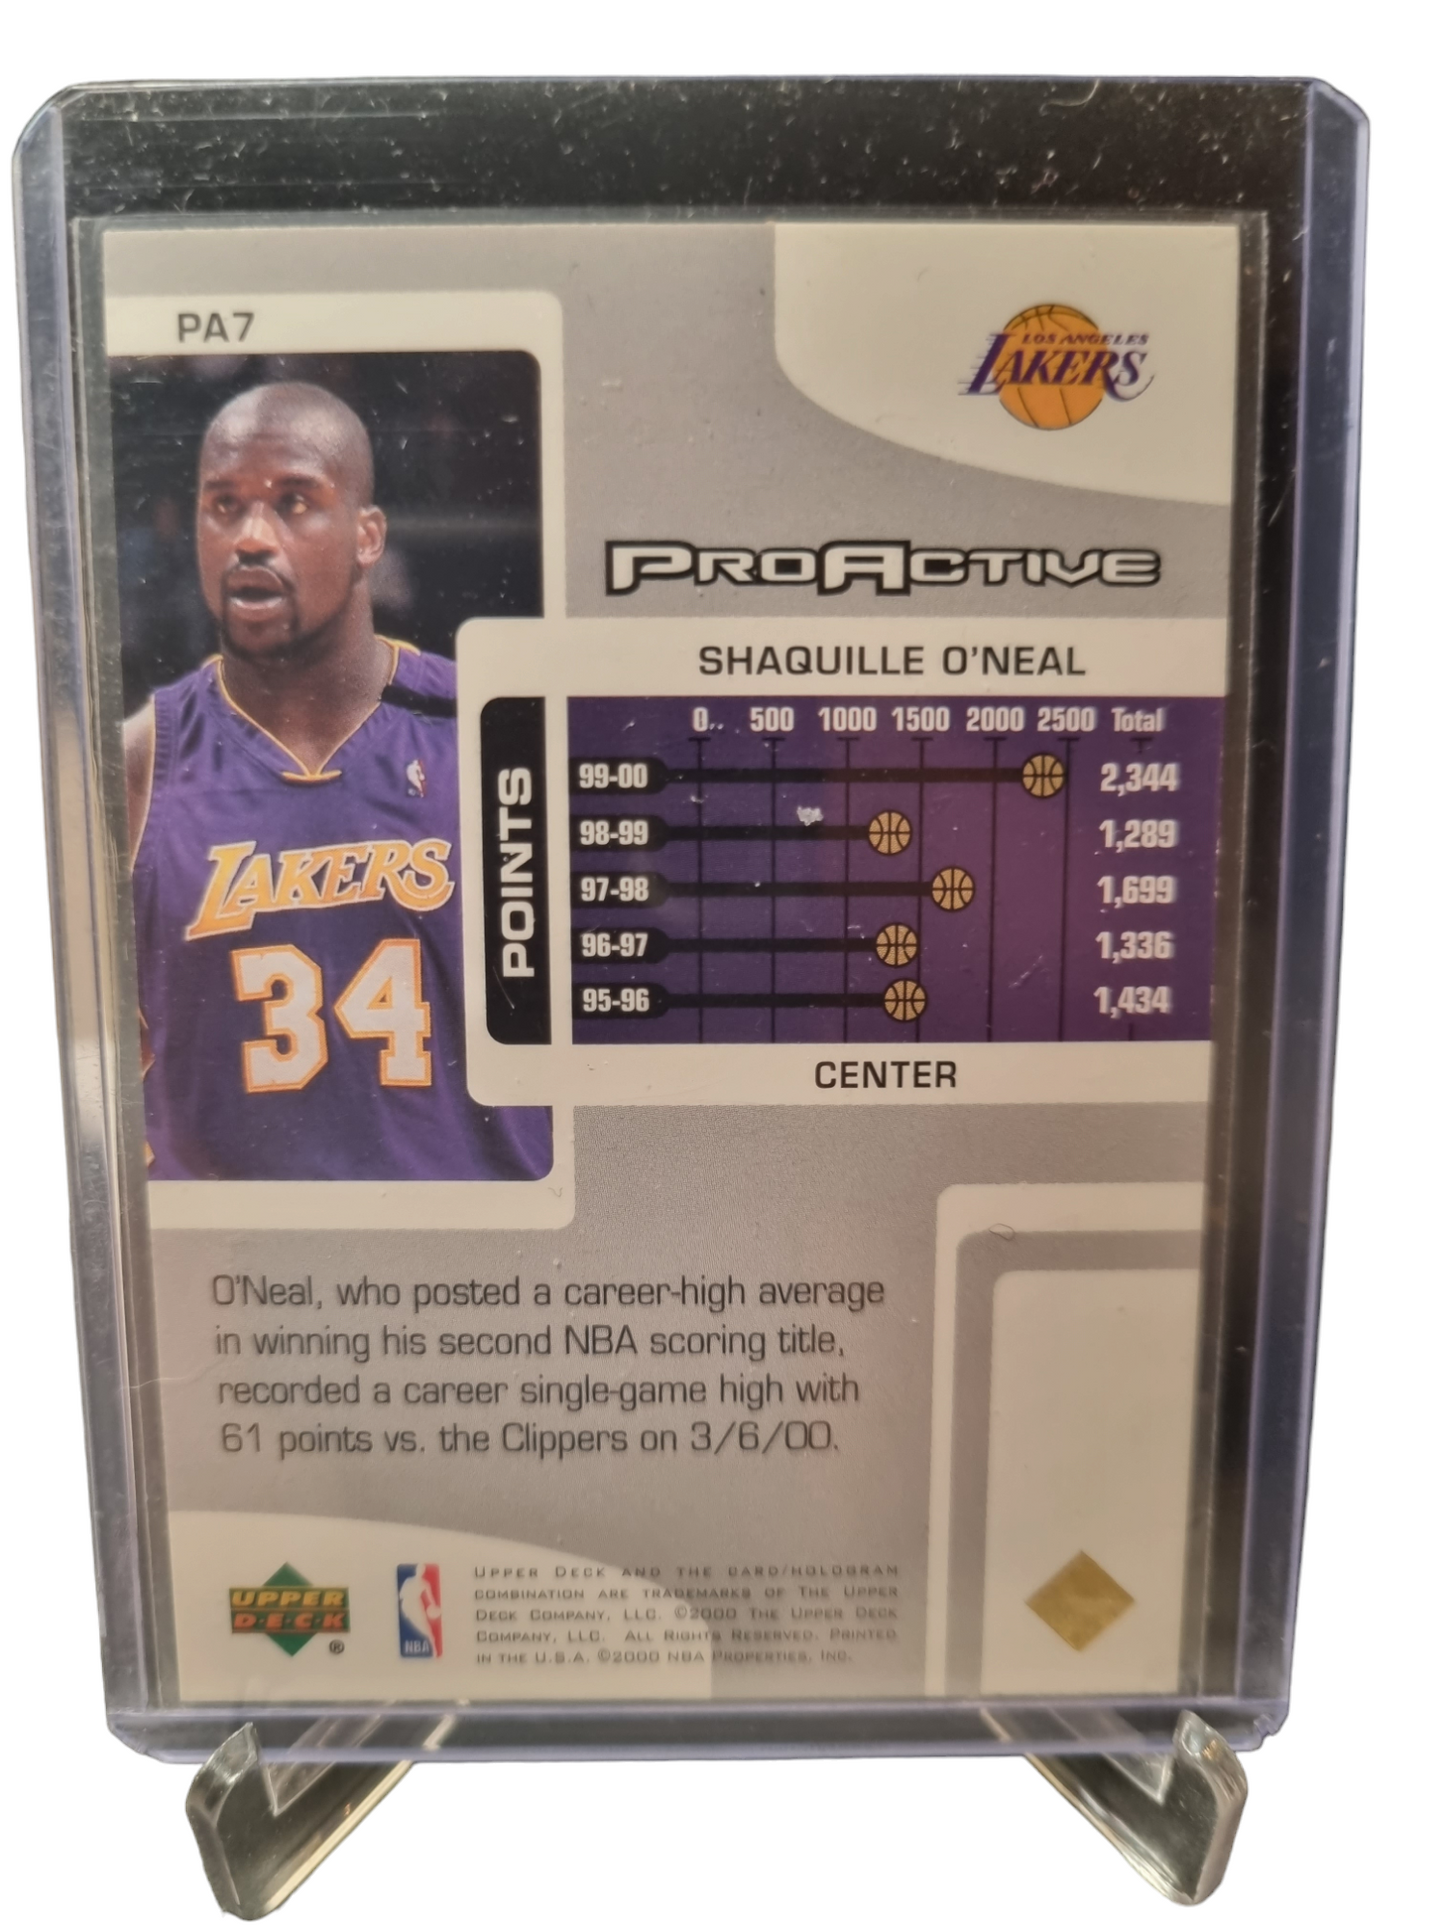 PA7
LOS ANGELES
LAKERS
PROACTIVE
SHAQUILLE O'NEAL
POINTS
0 500 1000 1500 2000 2500 Total
99-00 2,344
98-99 1,289
97-98 1,699
96-97 1,336
95-96 1,434
CENTER
LAKERS
34
O'Neal, who posted a career-high average
in winning his second NBA scoring title,
recorded a career single-game high with
61 points vs. the Clippers on 3/6/00.
UPPER
D·E·C·K
®
NBA
UPPER DECK AND THE CARD/HOLOGRAM
COMBINATION ARE TRADEMARKS OF THE UPPER
DECK COMPANY, LLC. ©2000 THE UPPER DECK
COMPANY, LLC. ALL RIGHTS RESERVED. PRINTED
IN THE U.S.A. ©2000 NBA PROPERTIES, INC.